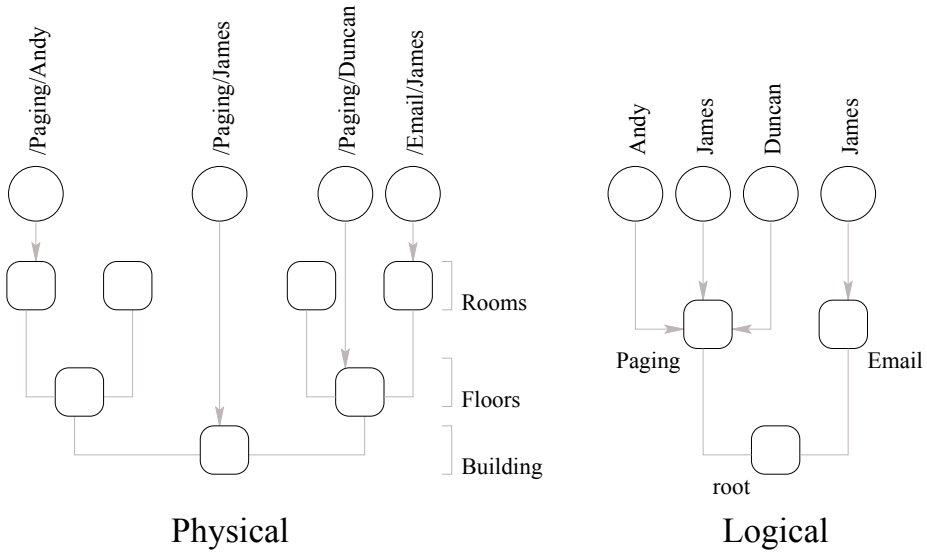 /Paging/Andy
/Paging/James
/Paging/Duncan
/Email/James
Rooms
Floors
Building
Physical
Andy
James
Duncan
James
Paging
Email
root
Logical